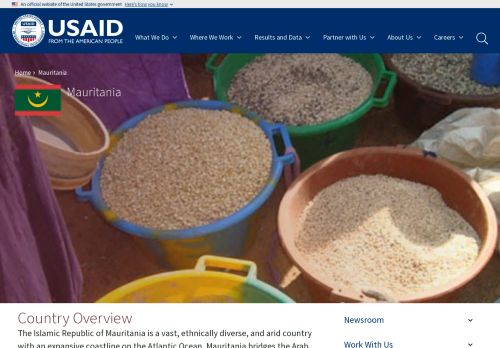 An official website of the United States government Here's how you know
USAID
FROM THE AMERICAN PEOPLE
What We Do
Where We Work
Results and Data
Partner with Us
About Us
Careers
Home › Mauritania
Mauritania
Country Overview
The Islamic Republic of Mauritania is a vast, ethnically diverse, and arid country
with an expansive coastline on the Atlantic Ocean. Mauritania bridges the Arab
Newsroom
Work With Us